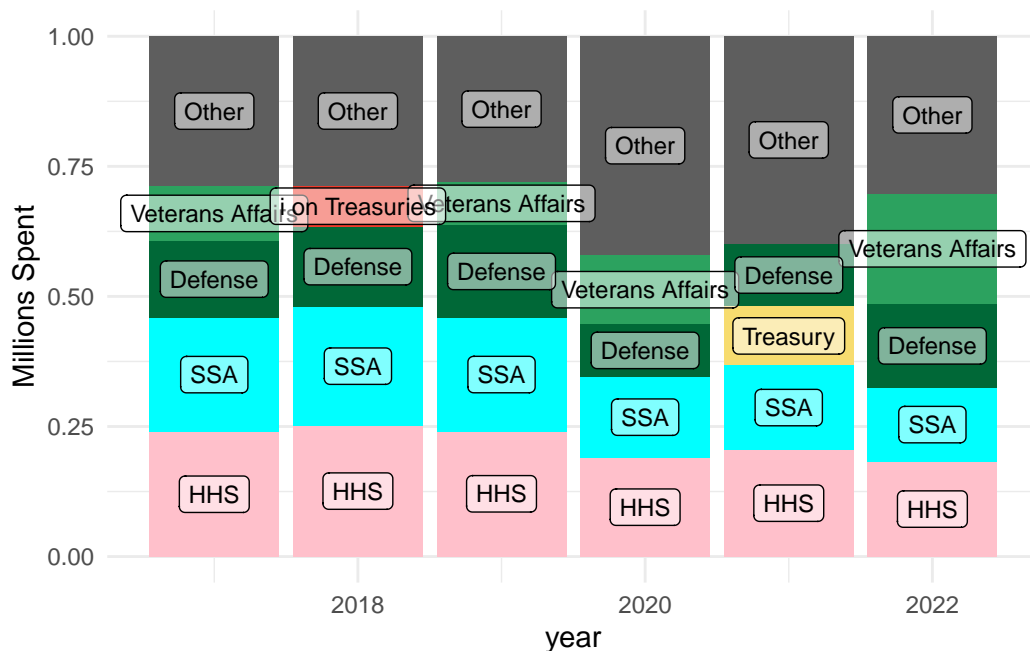 1.00
0.75
0.50
0.25
0.00
Millions Spent
Other
Veterans Affairs
Defense
SSA
HHS
Other
i on Treasuries
Defense
SSA
HHS
Other
Veterans Affairs
Defense
SSA
HHS
Other
Veterans Affairs
Defense
SSA
HHS
Other
Defense
Treasury
SSA
HHS
Other
Veterans Affairs
Defense
SSA
HHS
2018
2020
2022
year